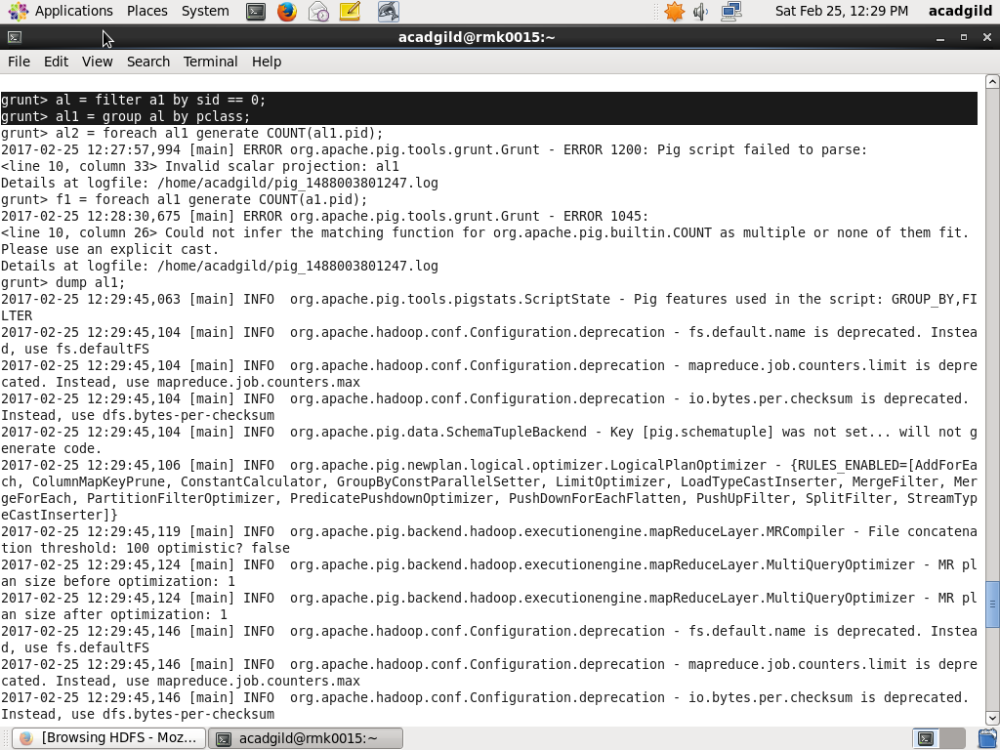 Applications Places System Sat Feb 25, 12:29 PM acadgild
acadgild@rmk0015:~
File Edit View Search Terminal Help
grunt> al = filter a1 by sid == 0;
grunt> al1 = group al by pclass;
grunt> al2 = foreach al1 generate COUNT(al1.pid);
2017-02-25 12:27:57,994 [main] ERROR org.apache.pig.tools.grunt.Grunt - ERROR 1200: Pig script failed to parse:
<line 10, column 33> Invalid scalar projection: al1
Details at logfile: /home/acadgild/pig_1488003801247.log
grunt> f1 = foreach al1 generate COUNT(a1.pid);
2017-02-25 12:28:30,675 [main] ERROR org.apache.pig.tools.grunt.Grunt - ERROR 1045:
<line 10, column 26> Could not infer the matching function for org.apache.pig.builtin.COUNT as multiple or none of them fit.
Please use an explicit cast.
Details at logfile: /home/acadgild/pig_1488003801247.log
grunt> dump al1;
2017-02-25 12:29:45,063 [main] INFO  org.apache.pig.tools.pigstats.ScriptState - Pig features used in the script: GROUP_BY,FI
LTER
2017-02-25 12:29:45,104 [main] INFO  org.apache.hadoop.conf.Configuration.deprecation - fs.default.name is deprecated. Instea
d, use fs.defaultFS
2017-02-25 12:29:45,104 [main] INFO  org.apache.hadoop.conf.Configuration.deprecation - mapreduce.job.counters.limit is depre
cated. Instead, use mapreduce.job.counters.max
2017-02-25 12:29:45,104 [main] INFO  org.apache.hadoop.conf.Configuration.deprecation - io.bytes.per.checksum is deprecated.
Instead, use dfs.bytes-per-checksum
2017-02-25 12:29:45,104 [main] INFO  org.apache.pig.data.SchemaTupleBackend - Key [pig.schematuple] was not set... will not g
enerate code.
2017-02-25 12:29:45,106 [main] INFO  org.apache.pig.newplan.logical.optimizer.LogicalPlanOptimizer - {RULES_ENABLED=[AddForEa
ch, ColumnMapKeyPrune, ConstantCalculator, GroupByConstParallelSetter, LimitOptimizer, LoadTypeCastInserter, MergeFilter, Mer
geForEach, PartitionFilterOptimizer, PredicatePushdownOptimizer, PushDownForEachFlatten, PushUpFilter, SplitFilter, StreamTyp
eCastInserter]}
2017-02-25 12:29:45,119 [main] INFO  org.apache.pig.backend.hadoop.executionengine.mapReduceLayer.MRCompiler - File concatena
tion threshold: 100 optimistic? false
2017-02-25 12:29:45,124 [main] INFO  org.apache.pig.backend.hadoop.executionengine.mapReduceLayer.MultiQueryOptimizer - MR pl
an size before optimization: 1
2017-02-25 12:29:45,124 [main] INFO  org.apache.pig.backend.hadoop.executionengine.mapReduceLayer.MultiQueryOptimizer - MR pl
an size after optimization: 1
2017-02-25 12:29:45,146 [main] INFO  org.apache.hadoop.conf.Configuration.deprecation - fs.default.name is deprecated. Instea
d, use fs.defaultFS
2017-02-25 12:29:45,146 [main] INFO  org.apache.hadoop.conf.Configuration.deprecation - mapreduce.job.counters.limit is depre
cated. Instead, use mapreduce.job.counters.max
2017-02-25 12:29:45,146 [main] INFO  org.apache.hadoop.conf.Configuration.deprecation - io.bytes.per.checksum is deprecated.
Instead, use dfs.bytes-per-checksum
[Browsing HDFS - Moz... acadgild@rmk0015:~